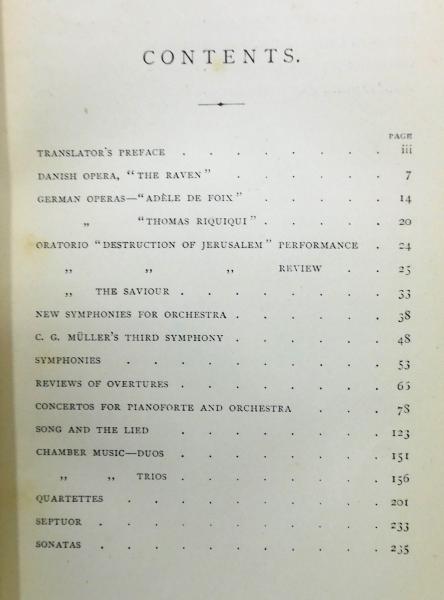 CONTENTS.
PAGE
TRANSLATOR'S PREFACE . . . . . . . iii
DANISH OPERA, "THE RAVEN" . . . . . 7
GERMAN OPERAS—"ADÈLE DE FOIX" . . . . 14
„ "THOMAS RIQUIQUI" . . . . 20
ORATORIO "DESTRUCTION OF JERUSALEM" PERFORMANCE . 24
„ „ „ REVIEW . . 25
„ THE SAVIOUR . . . . . . . 33
NEW SYMPHONIES FOR ORCHESTRA . . . . . 38
C. G. MÜLLER'S THIRD SYMPHONY . . . . . 48
SYMPHONIES . . . . . . . . 53
REVIEWS OF OVERTURES . . . . . . . 65
CONCERTOS FOR PIANOFORTE AND ORCHESTRA . . . 78
SONG AND THE LIED . . . . . . . 123
CHAMBER MUSIC—DUOS . . . . . . . 151
„ „ TRIOS . . . . . . . 156
QUARTETTES . . . . . . . . 201
SEPTUOR . . . . . . . . . 233
SONATAS . . . . . . . . . 235